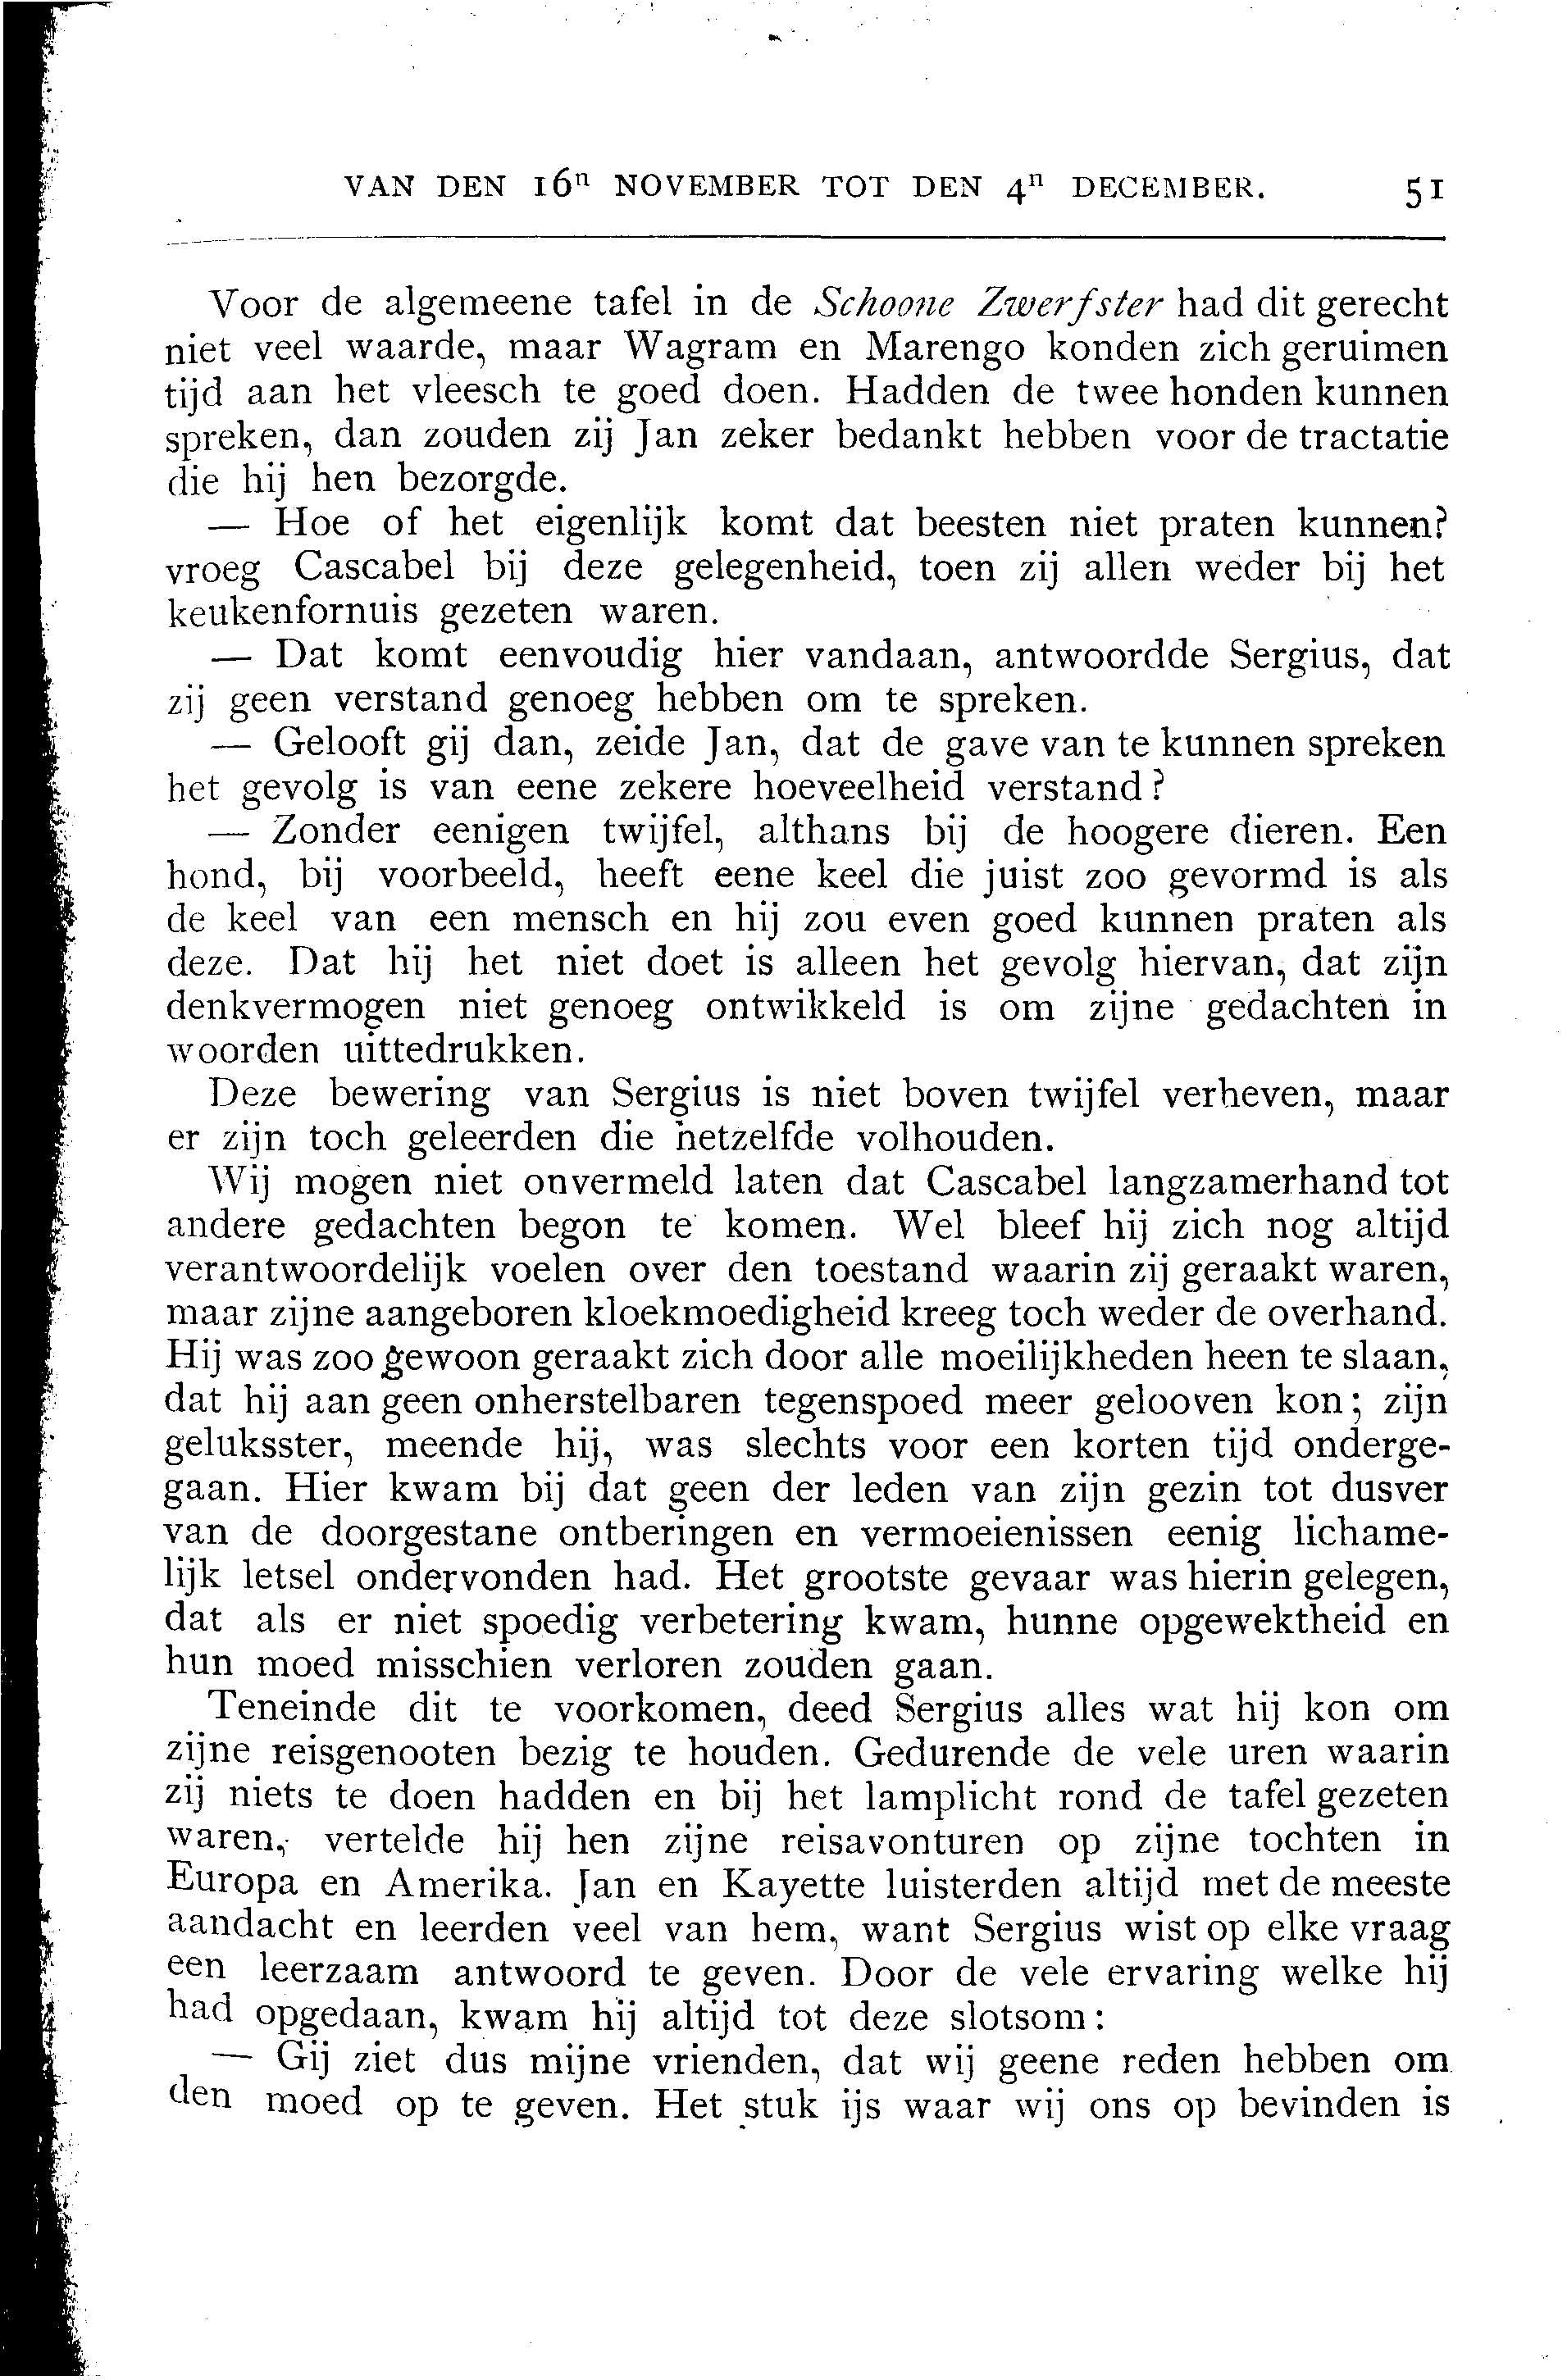 VAN DEN 16n NOVEMBER TOT DEN 4n DECEMBER. 51
Voor de algemeene tafel in de Schoone Zwerfster had dit gerecht
niet veel waarde, maar Wagram en Marengo konden zich geruimen
tijd aan het vleesch te goed doen. Hadden de twee honden kunnen
spreken, dan zouden zij Jan zeker bedankt hebben voor de tractatie
die hij hen bezorgde.
— Hoe of het eigenlijk komt dat beesten niet praten kunnen?
vroeg Cascabel bij deze gelegenheid, toen zij allen weder bij het
keukenfornuis gezeten waren.
— Dat komt eenvoudig hier vandaan, antwoordde Sergius, dat
zij geen verstand genoeg hebben om te spreken.
— Gelooft gij dan, zeide Jan, dat de gave van te kunnen spreken
het gevolg is van eene zekere hoeveelheid verstand?
— Zonder eenigen twijfel, althans bij de hoogere dieren. Een
hond, bij voorbeeld, heeft eene keel die juist zoo gevormd is als
de keel van een mensch en hij zou even goed kunnen praten als
deze. Dat hij het niet doet is alleen het gevolg hiervan, dat zijn
denkvermogen niet genoeg ontwikkeld is om zijne gedachten in
woorden uittedrukken.
Deze bewering van Sergius is niet boven twijfel verheven, maar
er zijn toch geleerden die hetzelfde volhouden.
Wij mogen niet onvermeld laten dat Cascabel langzamerhand tot
andere gedachten begon te komen. Wel bleef hij zich nog altijd
verantwoordelijk voelen over den toestand waarin zij geraakt waren,
maar zijne aangeboren kloekmoedigheid kreeg toch weder de overhand.
Hij was zoo gewoon geraakt zich door alle moeilijkheden heen te slaan,
dat hij aan geen onherstelbaren tegenspoed meer gelooven kon; zijn
geluksster, meende hij, was slechts voor een korten tijd onderge-
gaan. Hier kwam bij dat geen der leden van zijn gezin tot dusver
van de doorgestane ontberingen en vermoeienissen eenig lichame-
lijk letsel ondervonden had. Het grootste gevaar was hierin gelegen,
dat als er niet spoedig verbetering kwam, hunne opgewektheid en
hun moed misschien verloren zouden gaan.
Teneinde dit te voorkomen, deed Sergius alles wat hij kon om
zijne reisgenooten bezig te houden. Gedurende de vele uren waarin
zij niets te doen hadden en bij het lamplicht rond de tafel gezeten
waren, vertelde hij hen zijne reisavonturen op zijne tochten in
Europa en Amerika. Jan en Kayette luisterden altijd met de meeste
aandacht en leerden veel van hem, want Sergius wist op elke vraag
een leerzaam antwoord te geven. Door de vele ervaring welke hij
had opgedaan, kwam hij altijd tot deze slotsom:
— Gij ziet dus mijne vrienden, dat wij geene reden hebben om
den moed op te geven. Het stuk ijs waar wij ons op bevinden is